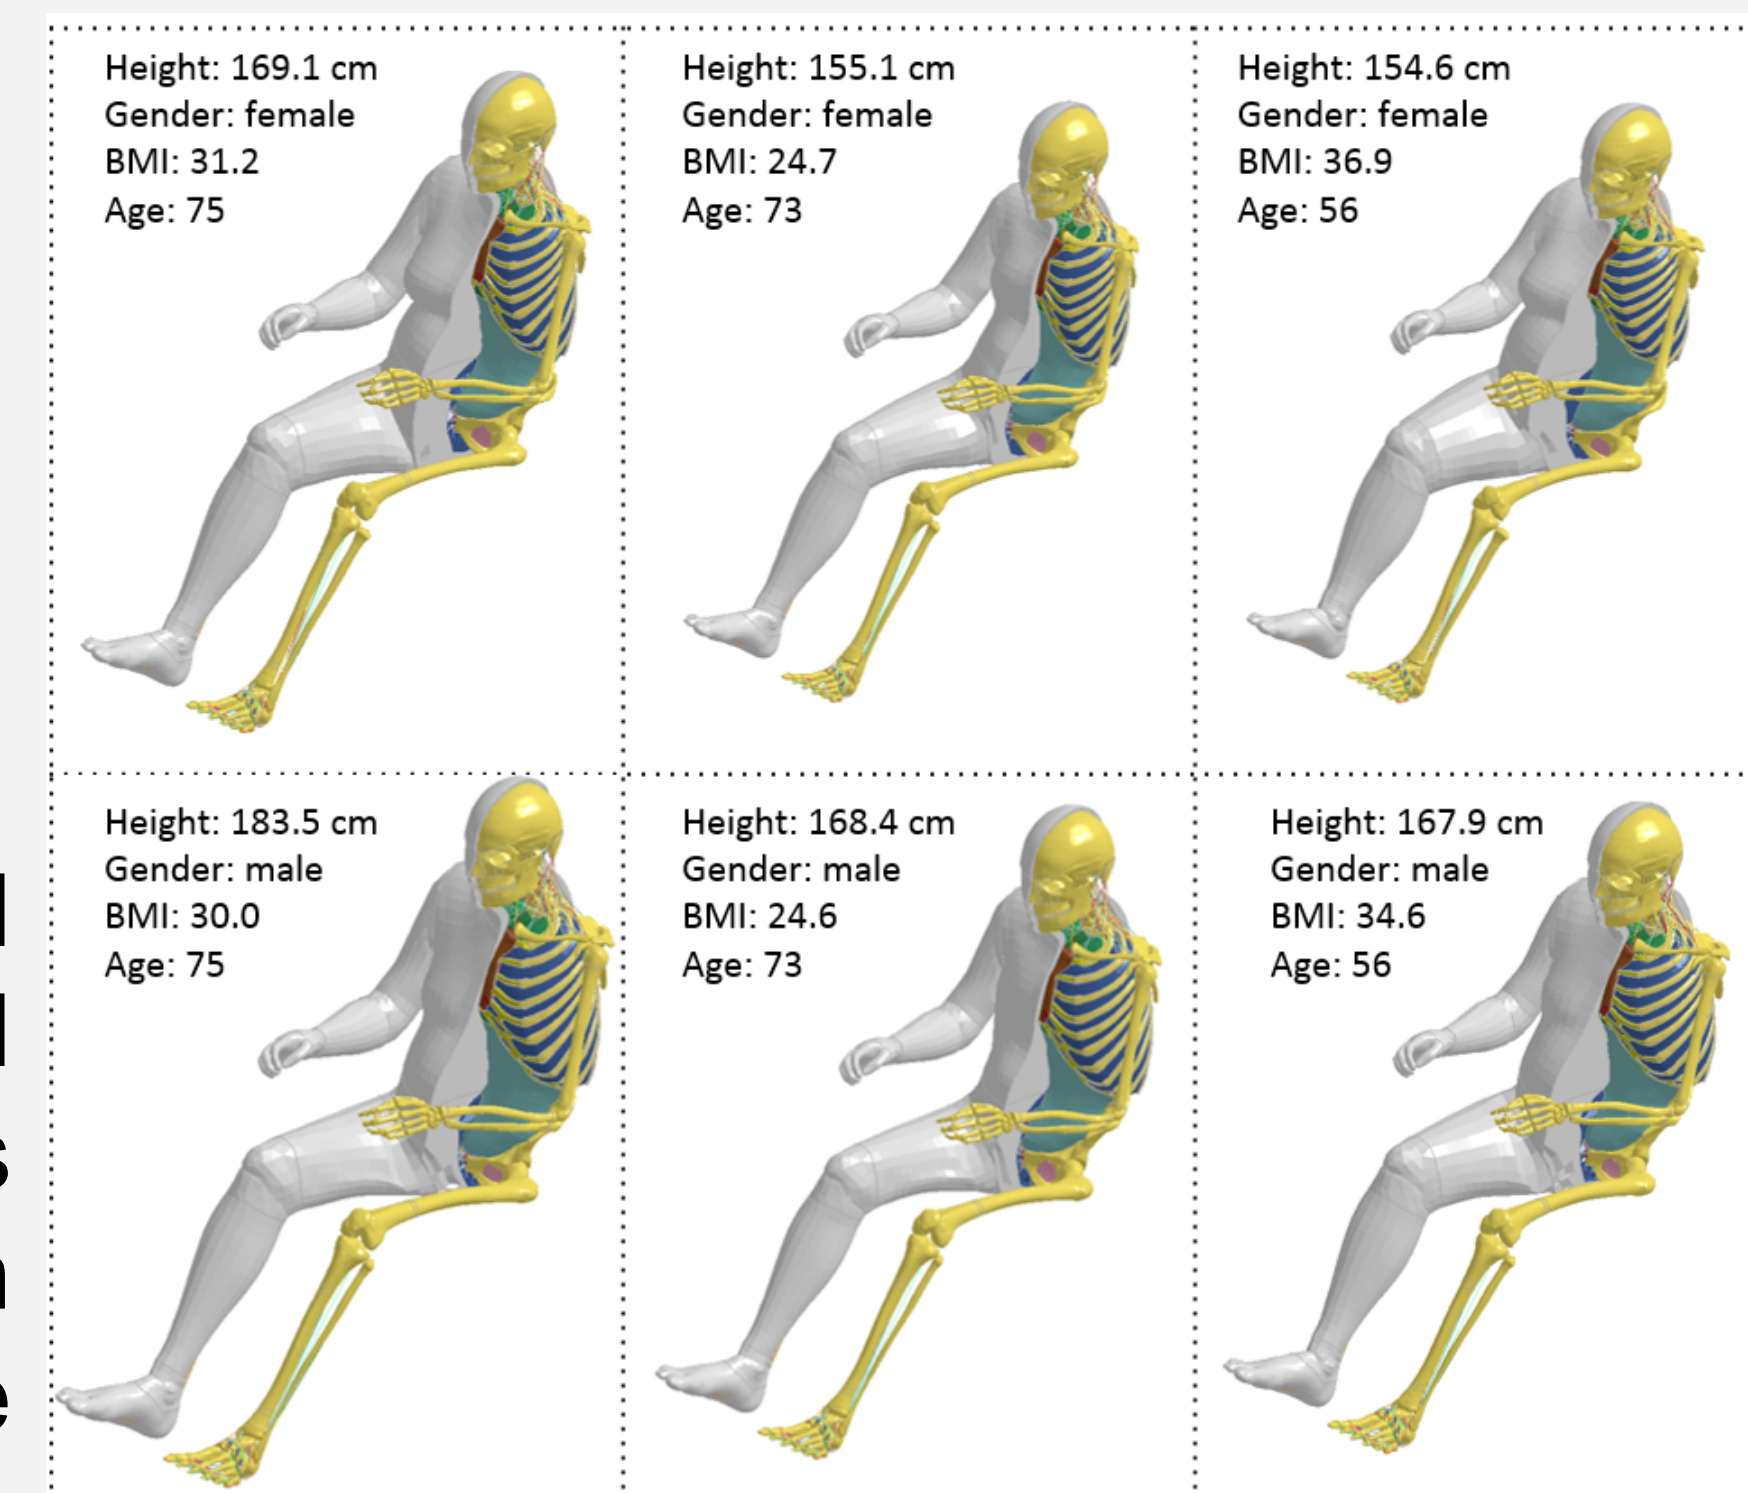 Height: 169.1 cm
Gender: female
BMI: 31.2
Age: 75
Height: 155.1 cm
Gender: female
BMI: 24.7
Age: 73
Height: 154.6 cm
Gender: female
BMI: 36.9
Age: 56
Height: 183.5 cm
Gender: male
BMI: 30.0
Age: 75
Height: 168.4 cm
Gender: male
BMI: 24.6
Age: 73
Height: 167.9 cm
Gender: male
BMI: 34.6
Age: 56